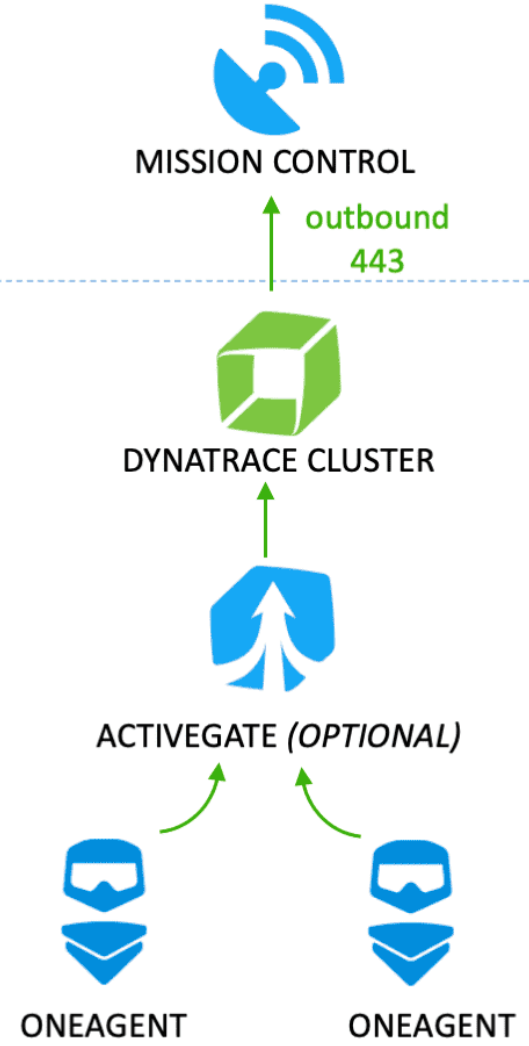 MISSION CONTROL
outbound
443
DYNATRACE CLUSTER
ACTIVEGATE (OPTIONAL)
ONEAGENT ONEAGENT